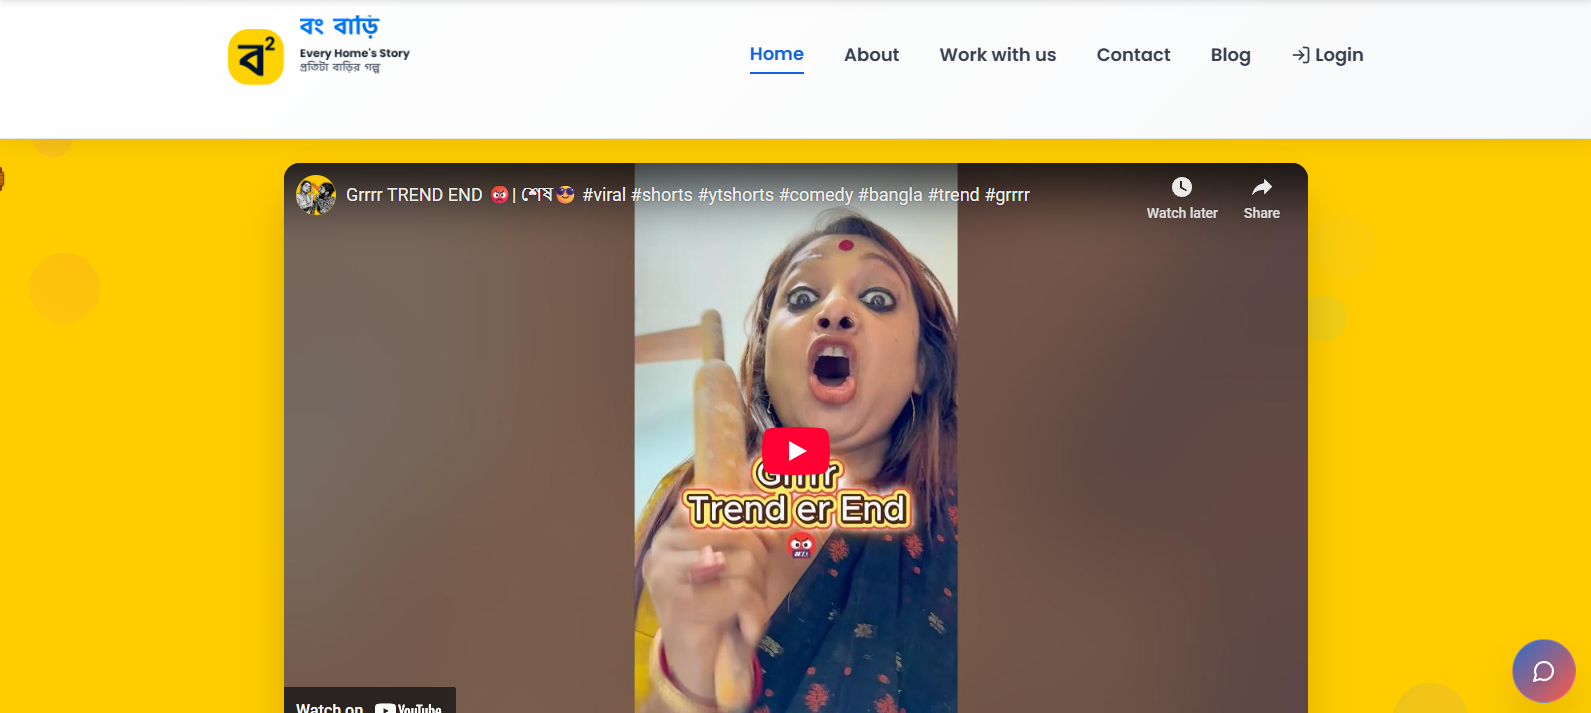 ব²
বং বাড়ি
Every Home's Story
প্রতিটা বাড়ির গল্প
Home
About
Work with us
Contact
Blog
Login
Grrrr TREND END 😡| শেষ😎 #viral #shorts #ytshorts #comedy #bangla #trend #grrrr
Watch later
Share
Grrrr
Trend er End
Watch on YouTube